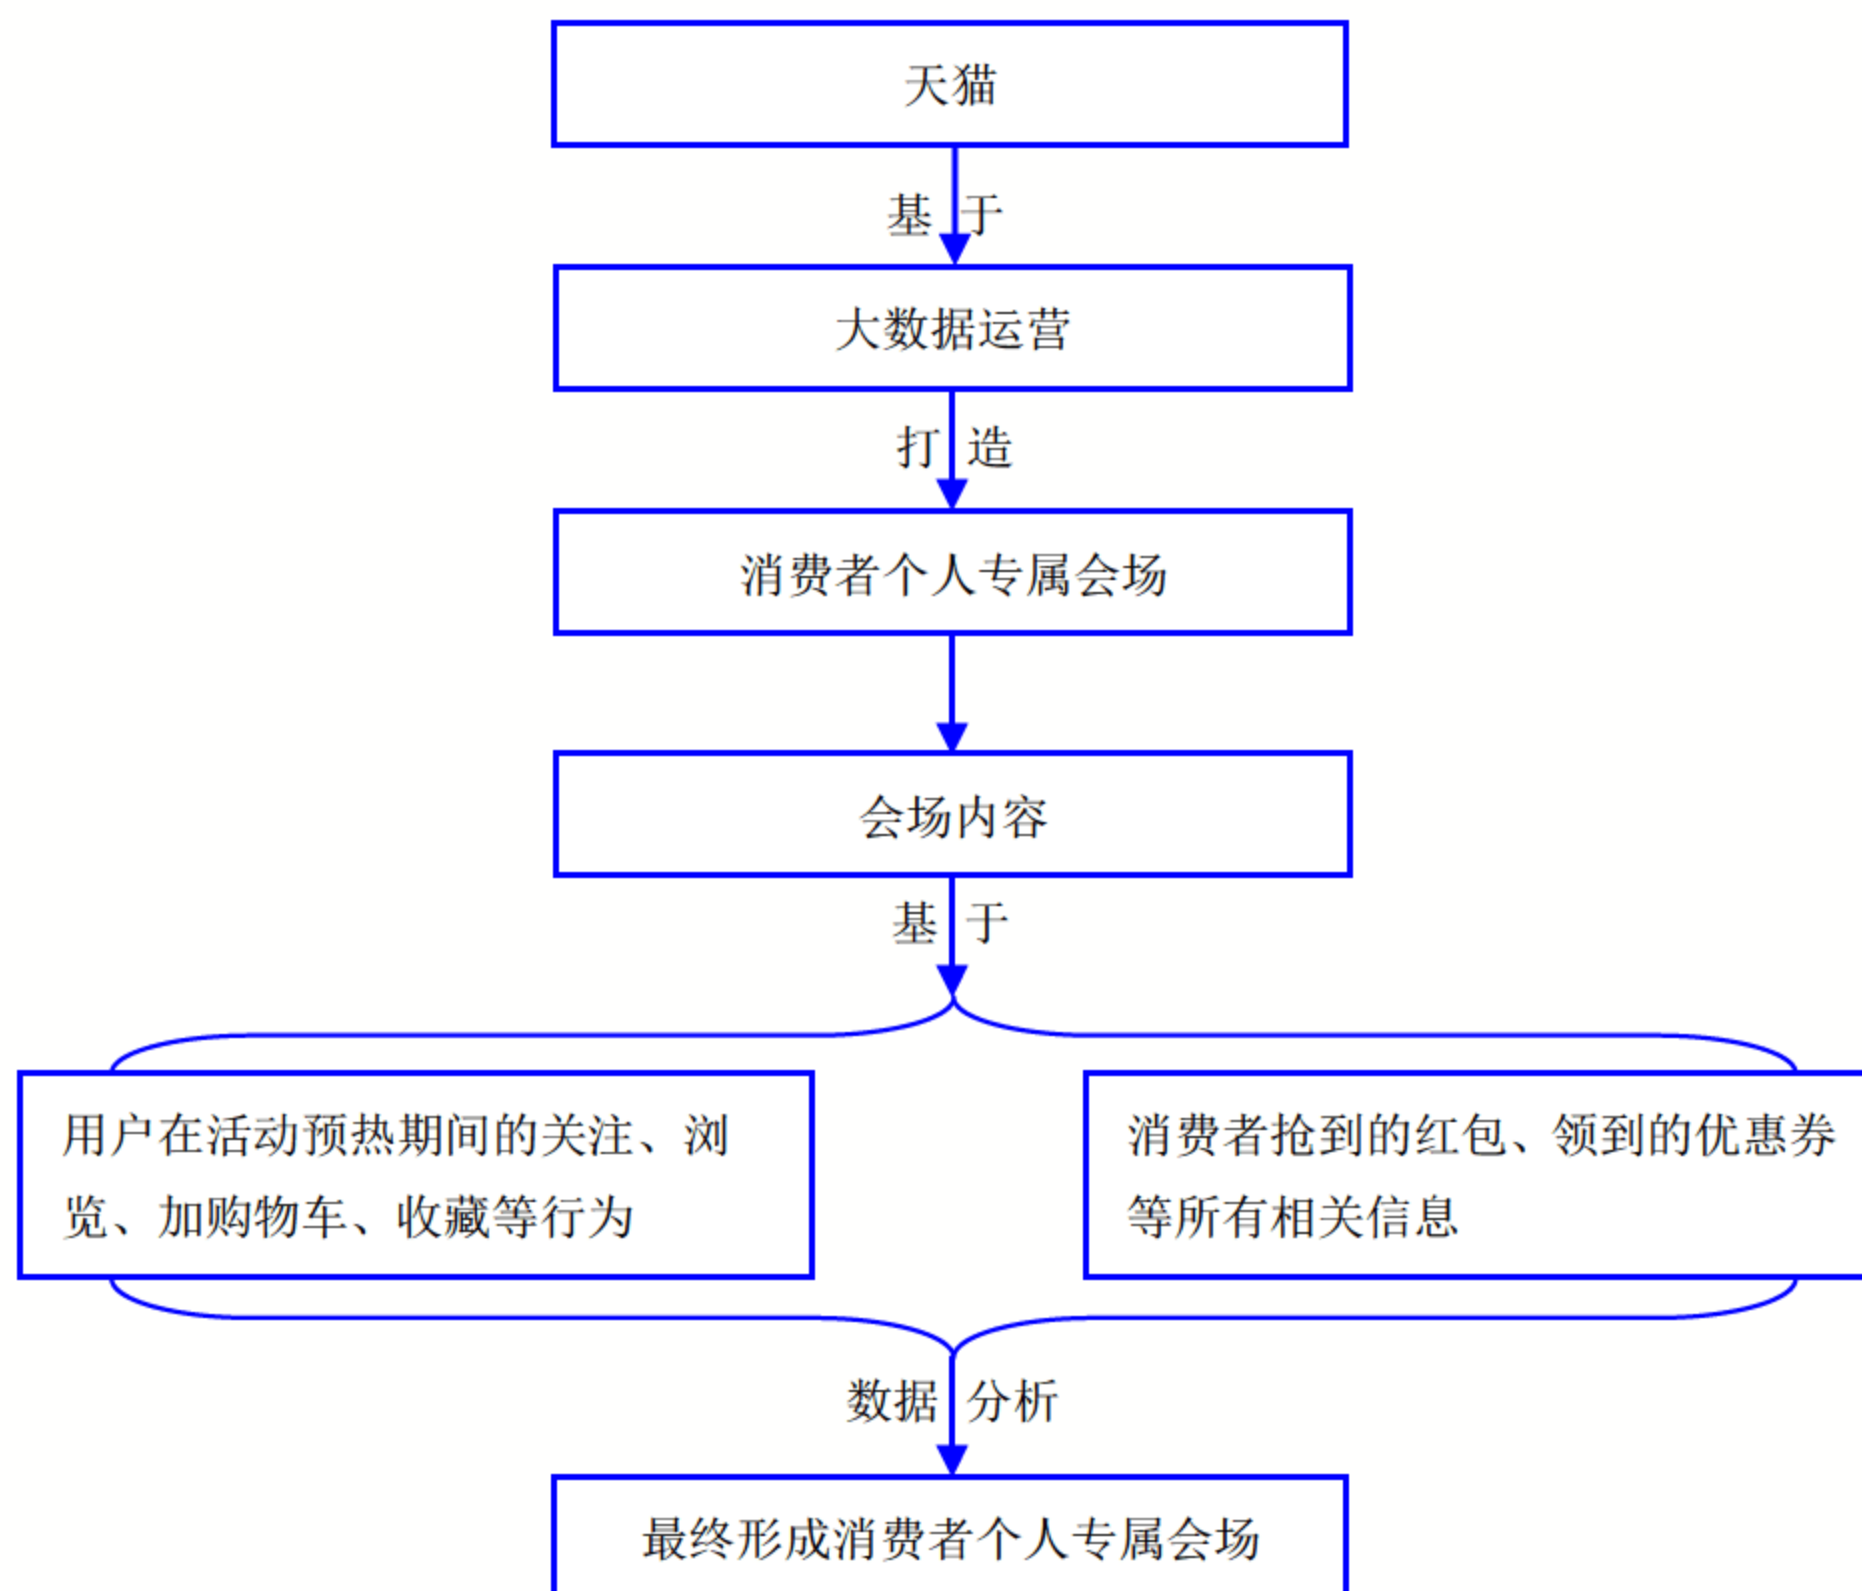 天猫
基于
大数据运营
打造
消费者个人专属会场
会场内容
基于
用户在活动预热期间的关注、浏
览、加购物车、收藏等行为
消费者抢到的红包、领到的优惠券
等所有相关信息
数据分析
最终形成消费者个人专属会场